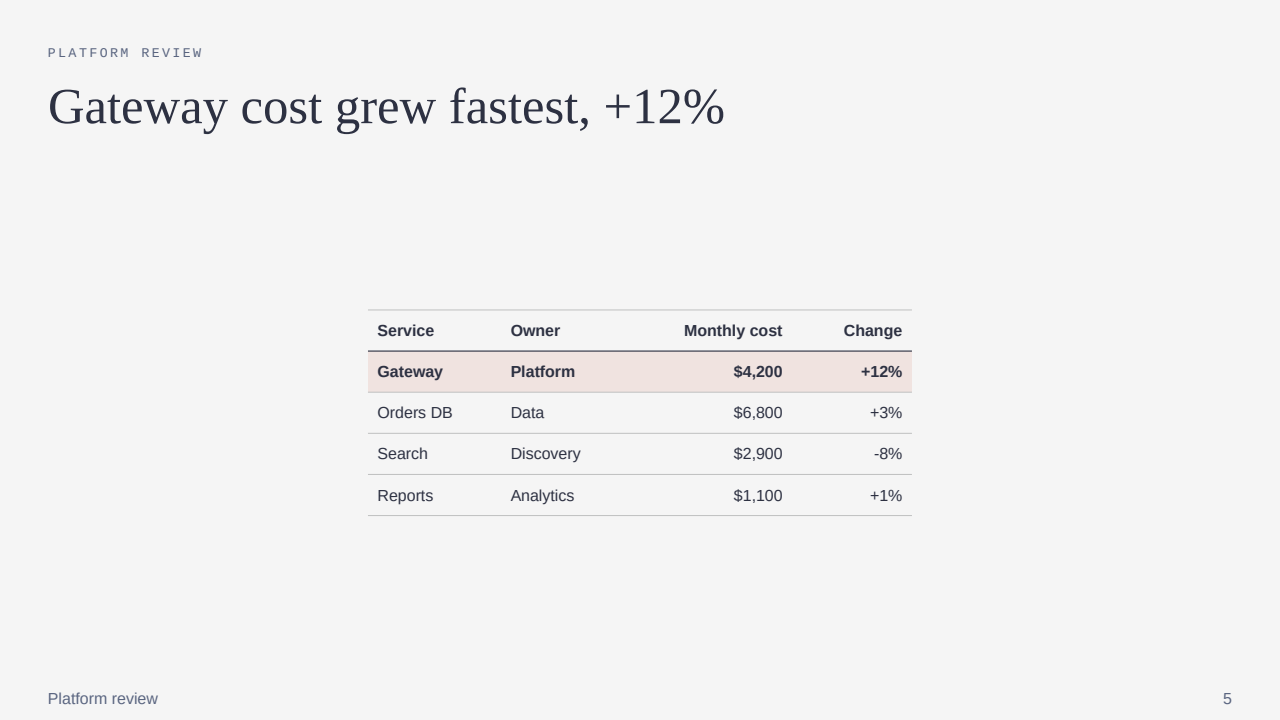 PLATFORM REVIEW
Gateway cost grew fastest, +12%
Service Owner Monthly cost Change
Gateway Platform $4,200 +12%
Orders DB Data $6,800 +3%
Search Discovery $2,900 -8%
Reports Analytics $1,100 +1%
Platform review 5